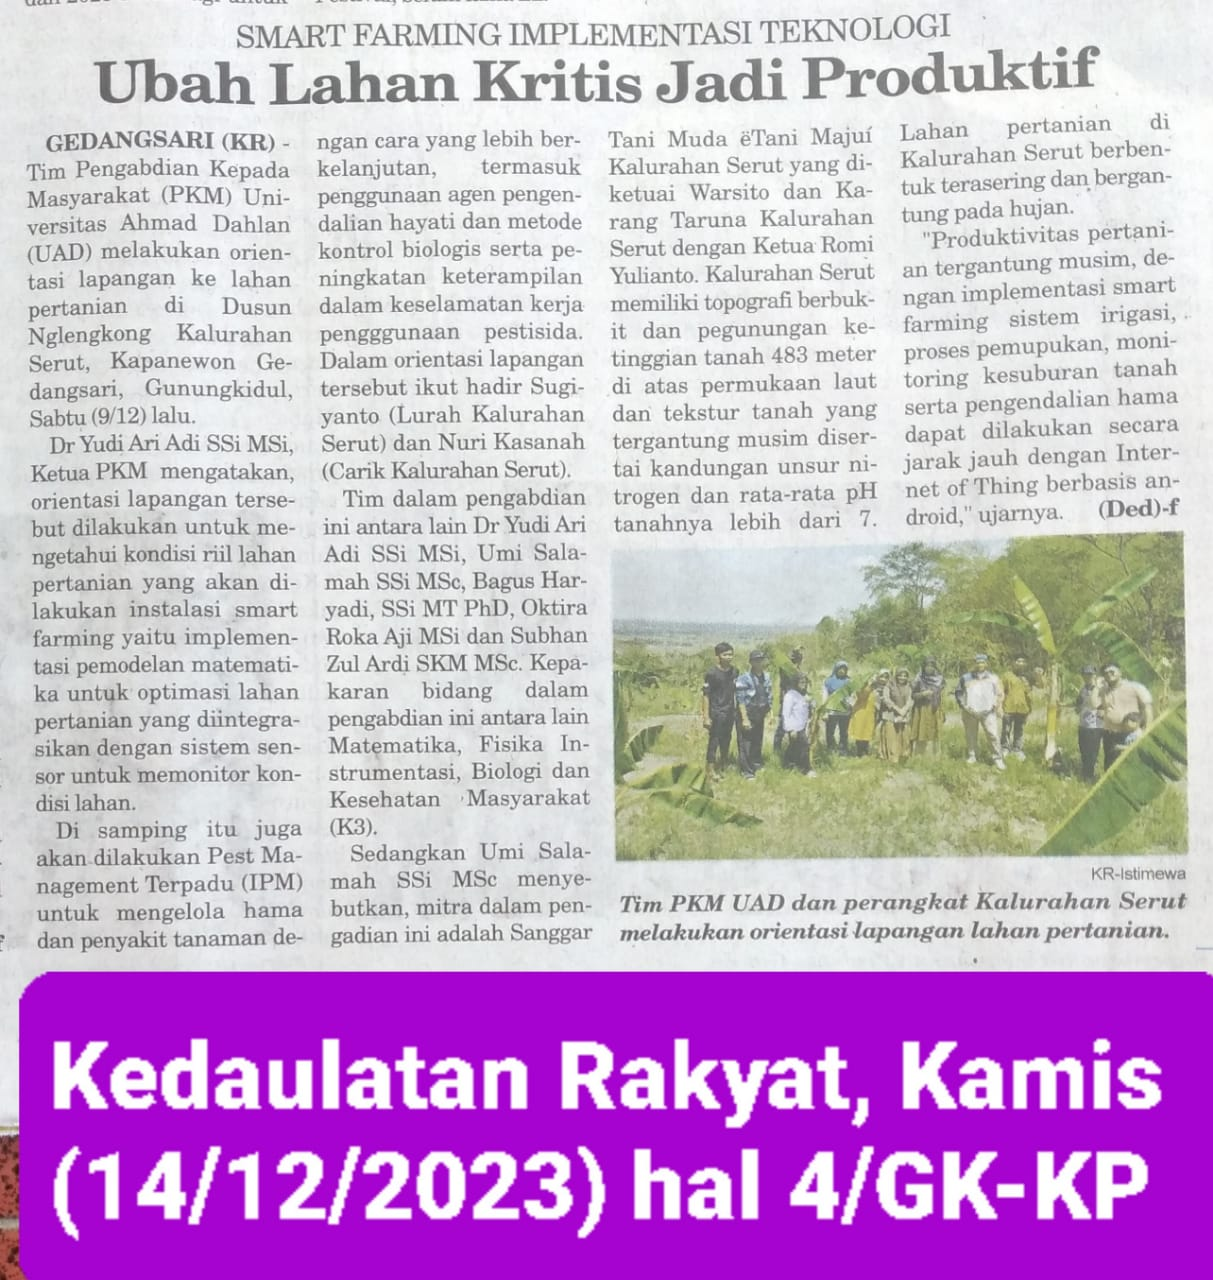 SMART FARMING IMPLEMENTASI TEKNOLOGI
Ubah Lahan Kritis Jadi Produktif
GEDANGSARI (KR) -
Tim Pengabdian Kepada
Masyarakat (PKM) Uni-
versitas Ahmad Dahlan
(UAD) melakukan orien-
tasi lapangan ke lahan
pertanian di Dusun
Nglengkong Kalurahan
Serut, Kapanewon Ge-
dangsari, Gunungkidul,
Sabtu (9/12) lalu.
Dr Yudi Ari Adi SSi MSi,
Ketua PKM mengatakan,
orientasi lapangan terse-
but dilakukan untuk me-
ngetahui kondisi riil lahan
pertanian yang akan di-
lakukan instalasi smart
farming yaitu implemen-
tasi pemodelan matemati-
ka untuk optimasi lahan
pertanian yang diintegra-
sikan dengan sistem sen-
sor untuk memonitor kon-
disi lahan.
Di samping itu juga
akan dilakukan Pest Ma-
nagement Terpadu (IPM)
untuk mengelola hama
dan penyakit tanaman de-
ngan cara yang lebih ber-
kelanjutan, termasuk
penggunaan agen pengen-
dalian hayati dan metode
kontrol biologis serta pe-
ningkatan keterampilan
dalam keselamatan kerja
pengggunaan pestisida.
Dalam orientasi lapangan
tersebut ikut hadir Sugi-
yanto (Lurah Kalurahan
Serut) dan Nuri Kasanah
(Carik Kalurahan Serut).
Tim dalam pengabdian
ini antara lain Dr Yudi Ari
Adi SSi MSi, Umi Sala-
mah SSi MSc, Bagus Har-
yadi, SSi MT PhD, Oktira
Roka Aji MSi dan Subhan
Zul Ardi SKM MSc. Kepa-
karan bidang dalam
pengabdian ini antara lain
Matematika, Fisika In-
strumentasi, Biologi dan
Kesehatan Masyarakat
(K3).
Sedangkan Umi Sala-
mah SSi MSc menye-
butkan, mitra dalam pen-
gadian ini adalah Sanggar
Tani Muda ëTani Majuí
Kalurahan Serut yang di-
ketuai Warsito dan Ka-
rang Taruna Kalurahan
Serut dengan Ketua Romi
Yulianto. Kalurahan Serut
memiliki topografi berbuk-
it dan pegunungan ke-
tinggian tanah 483 meter
di atas permukaan laut
dan tekstur tanah yang
tergantung musim diser-
tai kandungan unsur ni-
trogen dan rata-rata pH
tanahnya lebih dari 7.
Lahan pertanian di
Kalurahan Serut berben-
tuk terasering dan bergan-
tung pada hujan.
"Produktivitas pertani-
an tergantung musim, de-
ngan implementasi smart
farming sistem irigasi,
proses pemupukan, moni-
toring kesuburan tanah
serta pengendalian hama
dapat dilakukan secara
jarak jauh dengan Inter-
net of Thing berbasis an-
droid," ujarnya. (Ded)-f
KR-Istimewa
Tim PKM UAD dan perangkat Kalurahan Serut
melakukan orientasi lapangan lahan pertanian.
Kedaulatan Rakyat, Kamis
(14/12/2023) hal 4/GK-KP